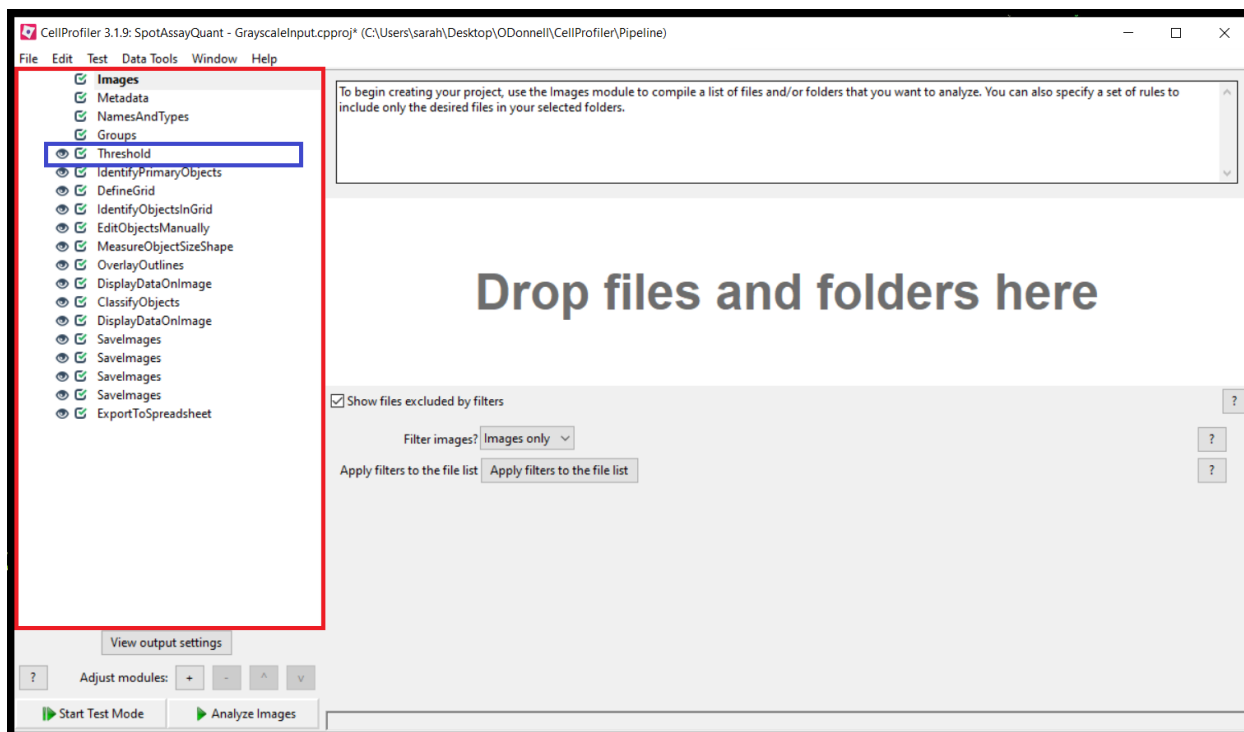 CellProfiler 3.1.9: SpotAssayQuant - GrayscaleInput.cpproj* (C:\Users\sarah\Desktop\ODonnell\CellProfiler\Pipeline)
File Edit Test Data Tools Window Help
Images
Metadata
NamesAndTypes
Groups
Threshold
IdentifyPrimaryObjects
DefineGrid
IdentifyObjectsInGrid
EditObjectsManually
MeasureObjectSizeShape
OverlayOutlines
DisplayDataOnImage
ClassifyObjects
DisplayDataOnImage
SaveImages
SaveImages
SaveImages
SaveImages
ExportToSpreadsheet
View output settings
? Adjust modules: + - ^ v
Start Test Mode Analyze Images
To begin creating your project, use the Images module to compile a list of files and/or folders that you want to analyze. You can also specify a set of rules to
include only the desired files in your selected folders.
Drop files and folders here
Show files excluded by filters ?
Filter images? Images only ?
Apply filters to the file list Apply filters to the file list ?